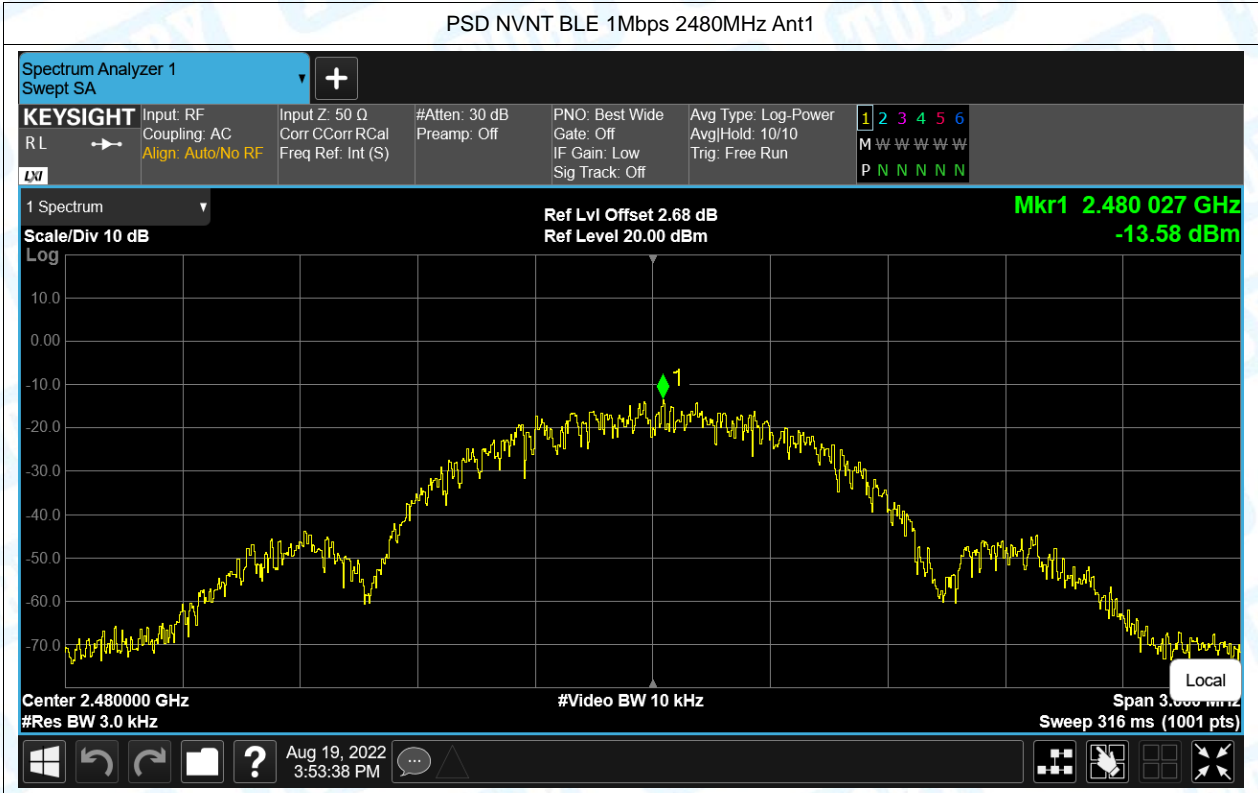 PSD NVNT BLE 1Mbps 2480MHz Ant1
Spectrum Analyzer 1
Swept SA
KEYSIGHT
R L
LXI
Input: RF
Coupling: AC
Align: Auto/No RF
Input Z: 50 Ω
Corr CCorr RCal
Freq Ref: Int (S)
#Atten: 30 dB
Preamp: Off
PNO: Best Wide
Gate: Off
IF Gain: Low
Sig Track: Off
Avg Type: Log-Power
Avg|Hold: 10/10
Trig: Free Run
1 2 3 4 5 6
M W W W W W W
P N N N N N N
1 Spectrum
Scale/Div 10 dB
Ref Lvl Offset 2.68 dB
Ref Level 20.00 dBm
Mkr1 2.480 027 GHz
-13.58 dBm
Log
10.0
0.00
-10.0
-20.0
-30.0
-40.0
-50.0
-60.0
-70.0
1
Center 2.480000 GHz
#Res BW 3.0 kHz
#Video BW 10 kHz
Span 3.000 MHz
Sweep 316 ms (1001 pts)
Local
?
Aug 19, 2022
3:53:38 PM